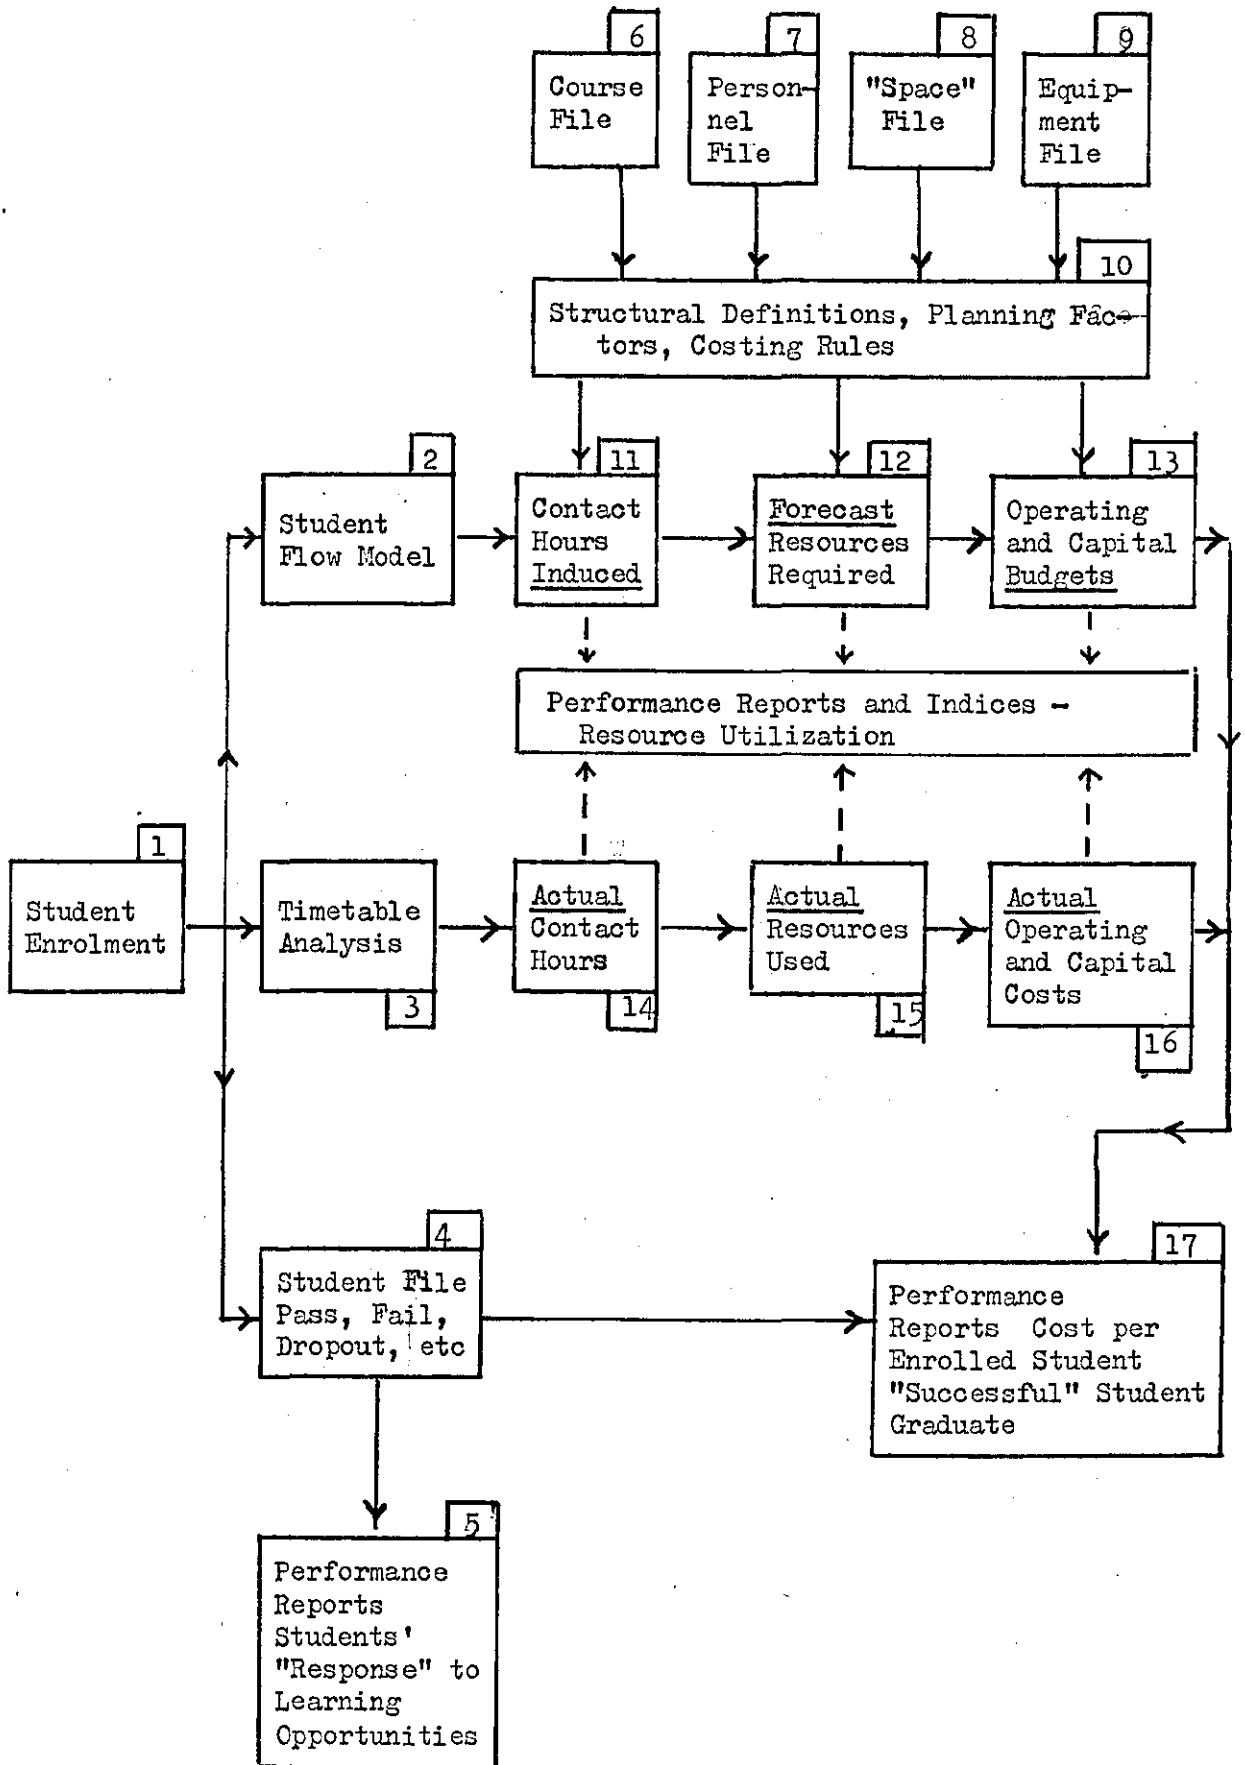 6
Course
File
7
Person-
nel
File
8
"Space"
File
9
Equip-
ment
File
10
Structural Definitions, Planning Fac-
tors, Costing Rules
2
Student
Flow Model
11
Contact
Hours
Induced
12
Forecast
Resources
Required
13
Operating
and Capital
Budgets
Performance Reports and Indices -
Resource Utilization
1
Student
Enrolment
Timetable
Analysis
3
Actual
Contact
Hours
14
Actual
Resources
Used
15
Actual
Operating
and Capital
Costs
16
4
Student File
Pass, Fail,
Dropout, etc
17
Performance
Reports Cost per
Enrolled Student
"Successful" Student
Graduate
5
Performance
Reports
Students'
"Response" to
Learning
Opportunities